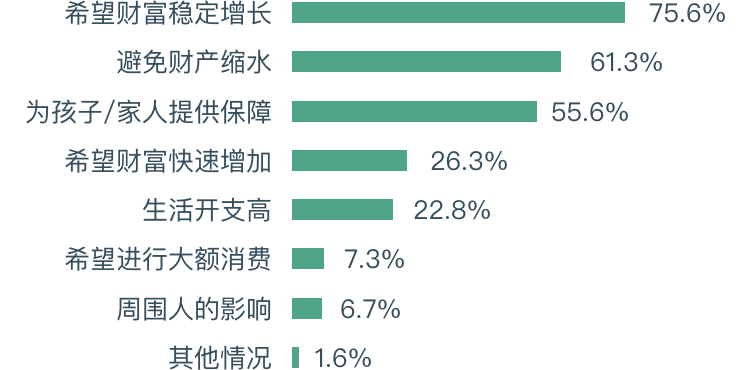 希望财富稳定增长 75.6%
避免财产缩水 61.3%
为孩子/家人提供保障 55.6%
希望财富快速增加 26.3%
生活开支高 22.8%
希望进行大额消费 7.3%
周围人的影响 6.7%
其他情况 1.6%